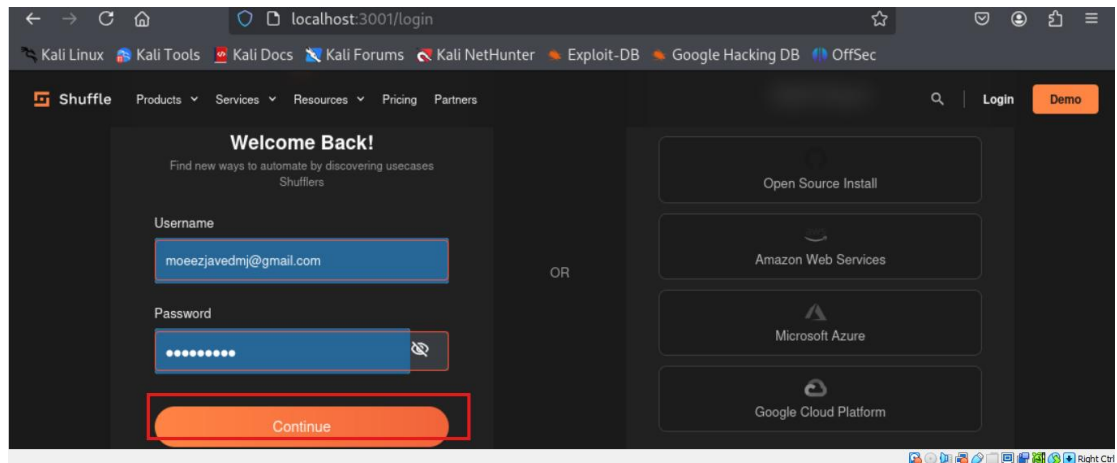 localhost:3001/login
Kali Linux Kali Tools Kali Docs Kali Forums Kali NetHunter Exploit-DB Google Hacking DB OffSec
Shuffle Products Services Resources Pricing Partners Login Demo
Welcome Back!
Find new ways to automate by discovering usecases
Shufflers
Username
moeezjavedmj@gmail.com
Password
•••••••••
Continue
OR
Open Source Install
Amazon Web Services
Microsoft Azure
Google Cloud Platform
Right Ctrl